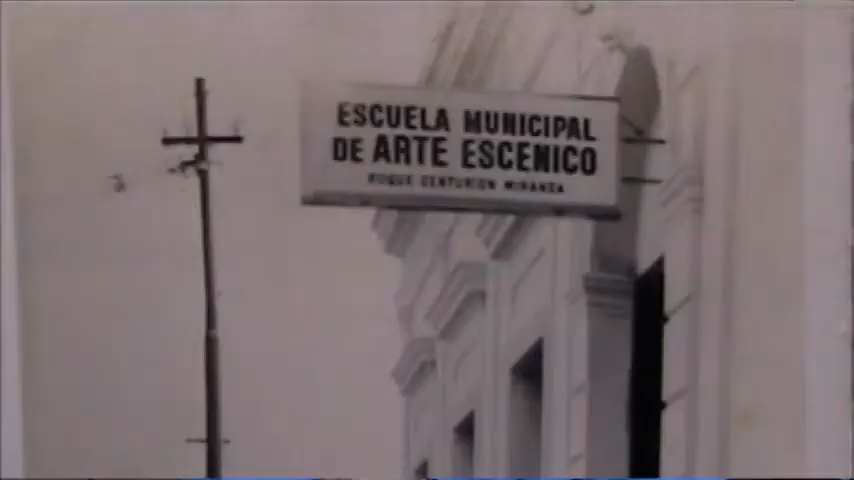 ESCUELA MUNICIPAL
DE ARTE ESCENICO
ROQUE CENTURION MIRANDA